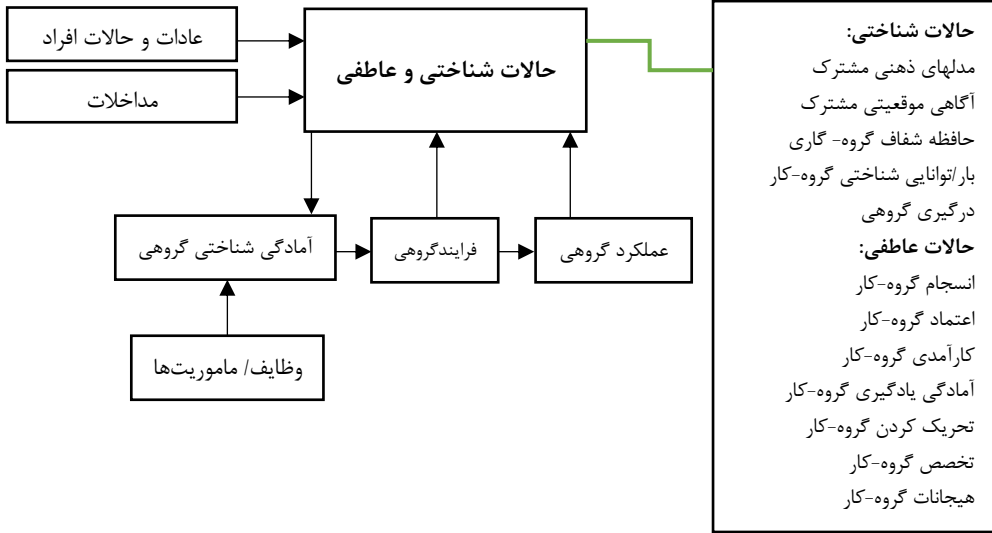 عادات و حالات افراد
مداخلات
حالات شناختی و عاطفی
آمادگی شناختی گروهی
فرایندگروهی
عملکرد گروهی
وظایف/ ماموریت‌ها
حالات شناختی:
مدلهای ذهنی مشترک
آگاهی موقعیتی مشترک
حافظه شفاف گروه- گاری
بار/توانایی شناختی گروه-کار
درگیری گروهی
حالات عاطفی:
انسجام گروه-کار
اعتماد گروه-کار
کارآمدی گروه-کار
آمادگی یادگیری گروه-کار
تحریک کردن گروه-کار
تخصص گروه-کار
هیجانات گروه-کار